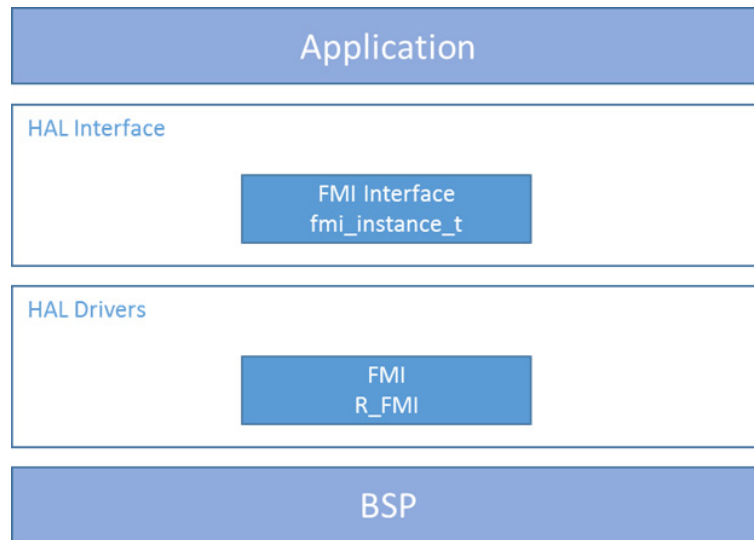 Application
HAL Interface
FMI Interface
fmi_instance_t
HAL Drivers
FMI
R_FMI
BSP